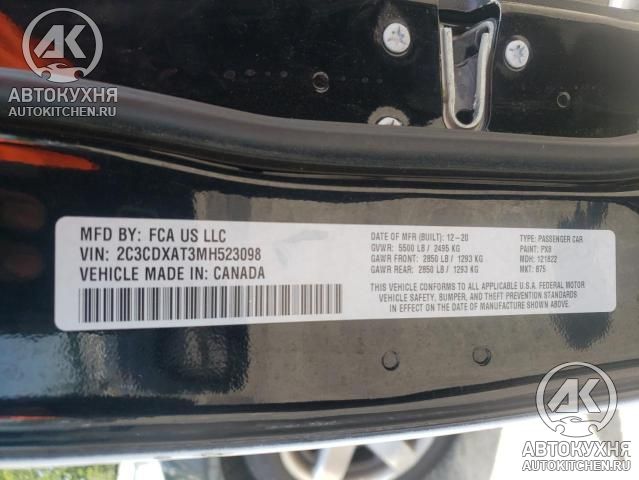 АК
АВТОКУХНЯ
AUTOKITCHEN.RU
MFD BY: FCA US LLC
VIN: 2C3CDXAT3MH523098
VEHICLE MADE IN: CANADA
DATE OF MFR (BUILT): 12-20
GVWR: 5500 LB / 2495 KG
GAWR FRONT: 2850 LB / 1293 KG
GAWR REAR: 2850 LB / 1293 KG
TYPE: PASSENGER CAR
PAINT: PX8
MDH: 121822
MKT: B75
THIS VEHICLE CONFORMS TO ALL APPLICABLE U.S.A. FEDERAL MOTOR
VEHICLE SAFETY, BUMPER, AND THEFT PREVENTION STANDARDS
IN EFFECT ON THE DATE OF MANUFACTURE SHOWN ABOVE.
АК
АВТОКУХНЯ
AUTOKITCHEN.RU